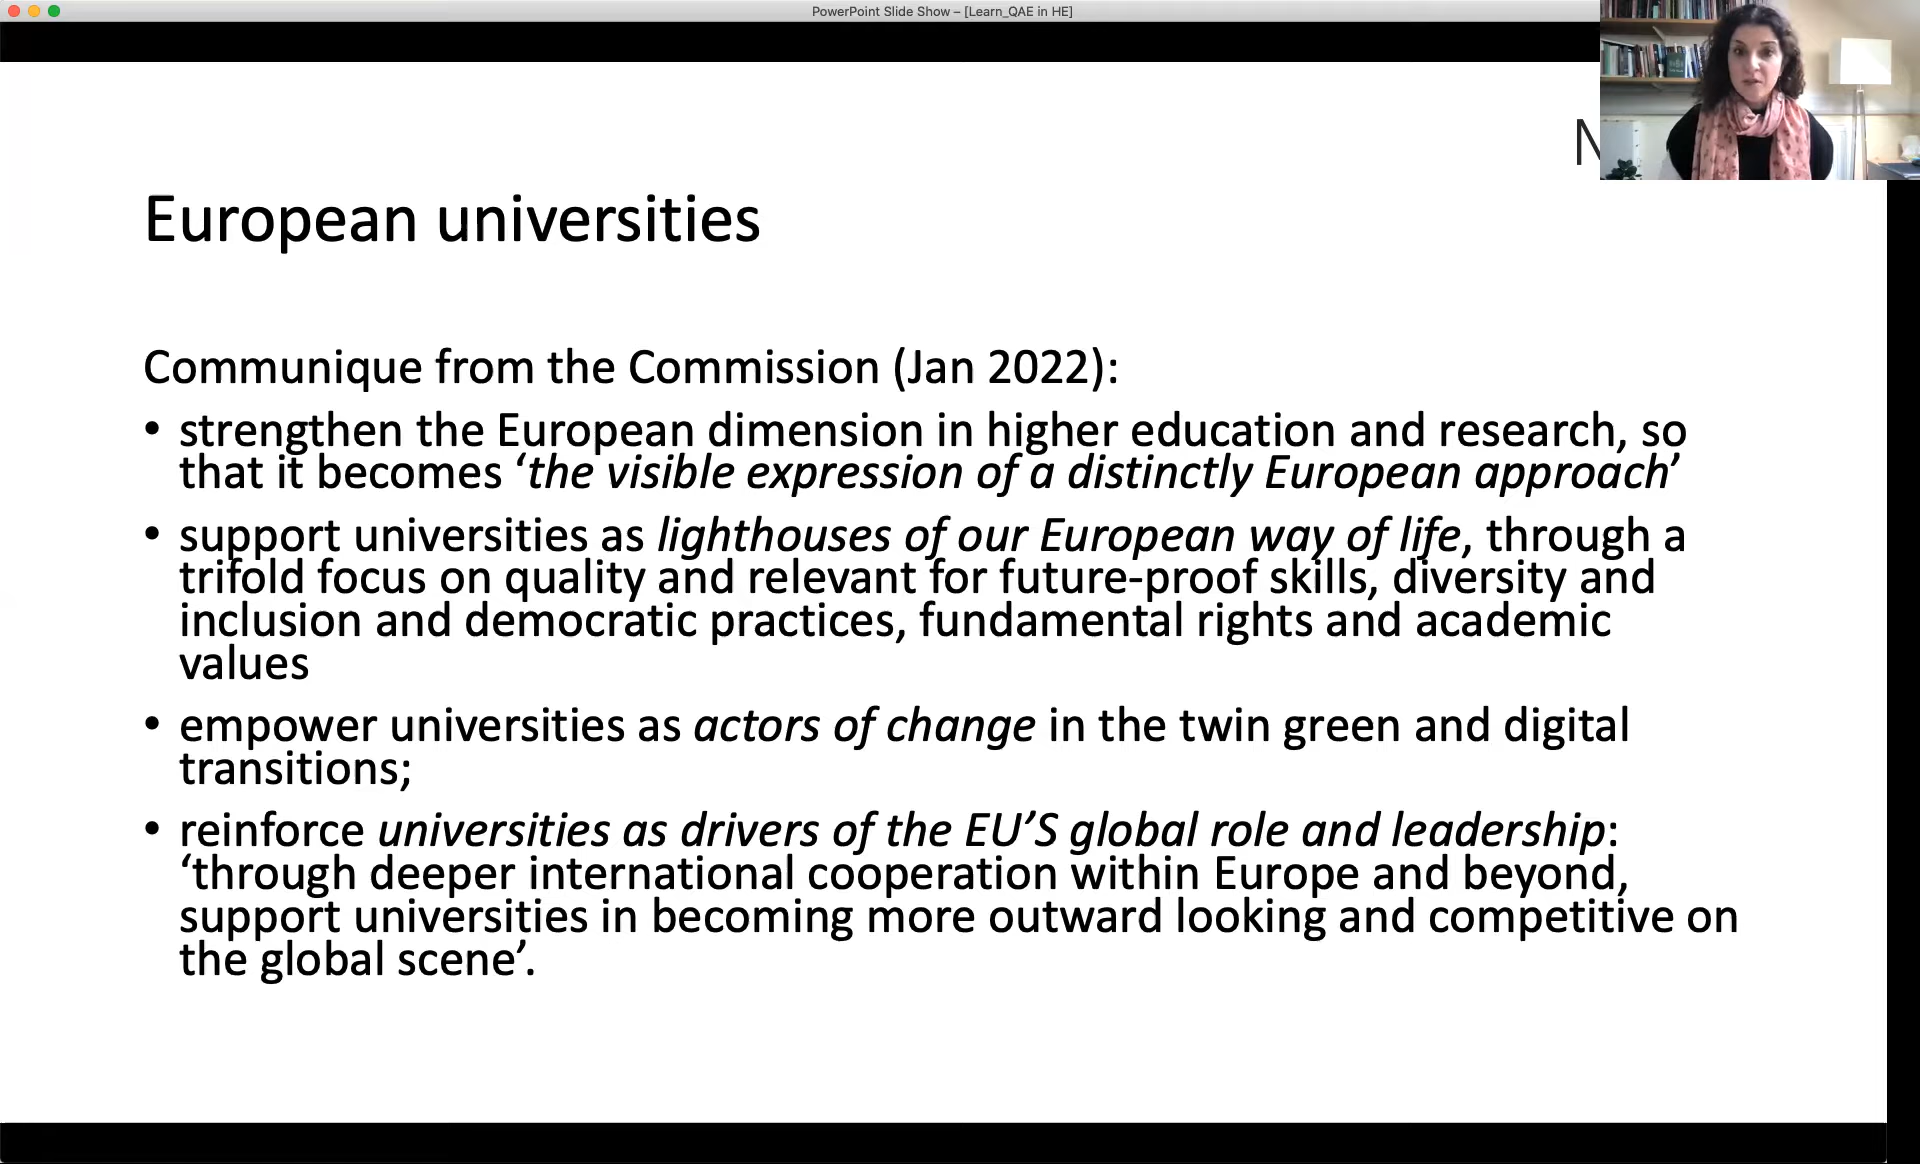 PowerPoint Slide Show – [Learn_QAE in HE]
N
European universities
Communique from the Commission (Jan 2022):
• strengthen the European dimension in higher education and research, so
that it becomes ‘the visible expression of a distinctly European approach’
• support universities as lighthouses of our European way of life, through a
trifold focus on quality and relevant for future-proof skills, diversity and
inclusion and democratic practices, fundamental rights and academic
values
• empower universities as actors of change in the twin green and digital
transitions;
• reinforce universities as drivers of the EU’S global role and leadership:
‘through deeper international cooperation within Europe and beyond,
support universities in becoming more outward looking and competitive on
the global scene’.